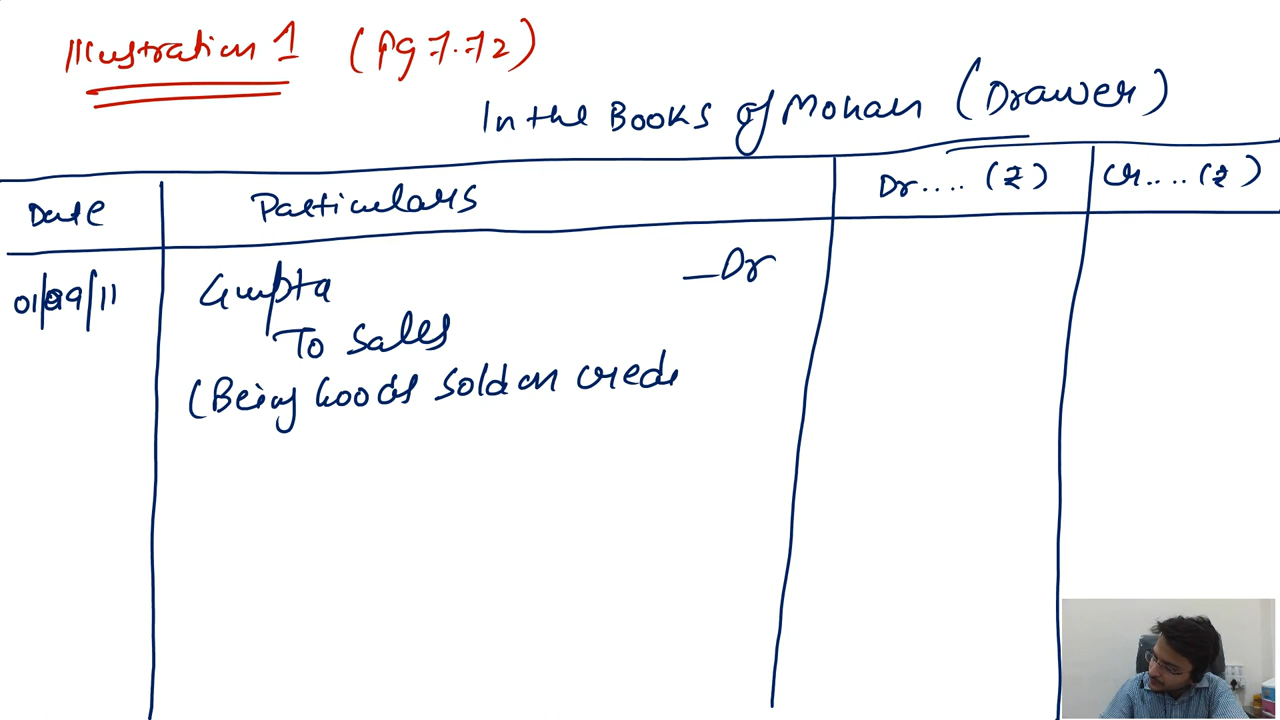 Illustration 1 (Pg 7.72)
In the Books of Mohan (Drawer)
Date Particulars Dr.... (₹) Cr.... (₹)
01/09/11 Gupta —Dr
To Sales
(Being Goods Sold on credi